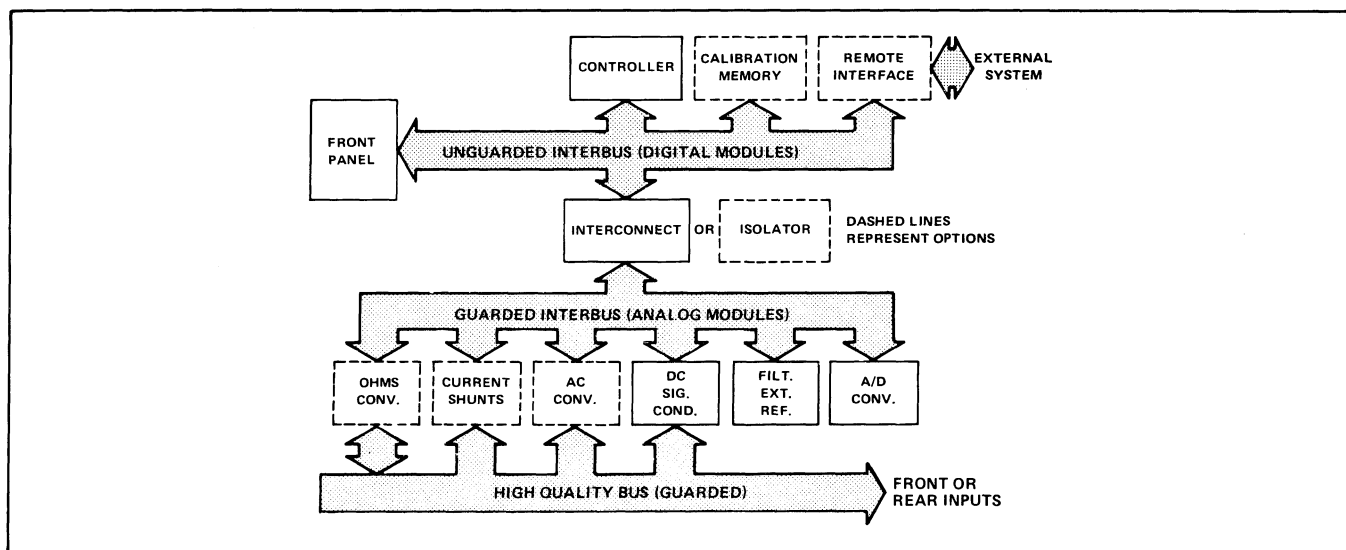 CONTROLLER
CALIBRATION
MEMORY
REMOTE
INTERFACE
EXTERNAL
SYSTEM
FRONT
PANEL
UNGUARDED INTERBUS (DIGITAL MODULES)
INTERCONNECT
OR
ISOLATOR
DASHED LINES
REPRESENT OPTIONS
GUARDED INTERBUS (ANALOG MODULES)
OHMS
CONV.
CURRENT
SHUNTS
AC
CONV.
DC
SIG.
COND.
FILT.
EXT.
REF.
A/D
CONV.
HIGH QUALITY BUS (GUARDED)
FRONT OR
REAR INPUTS